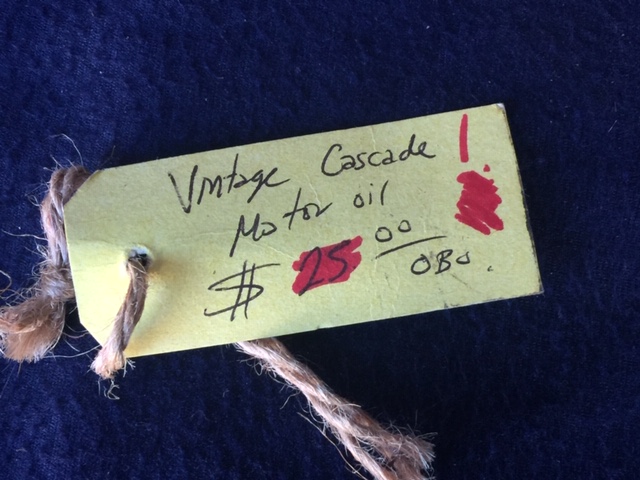 Vintage Cascade !
Motor oil
$ 25 00 OBO.